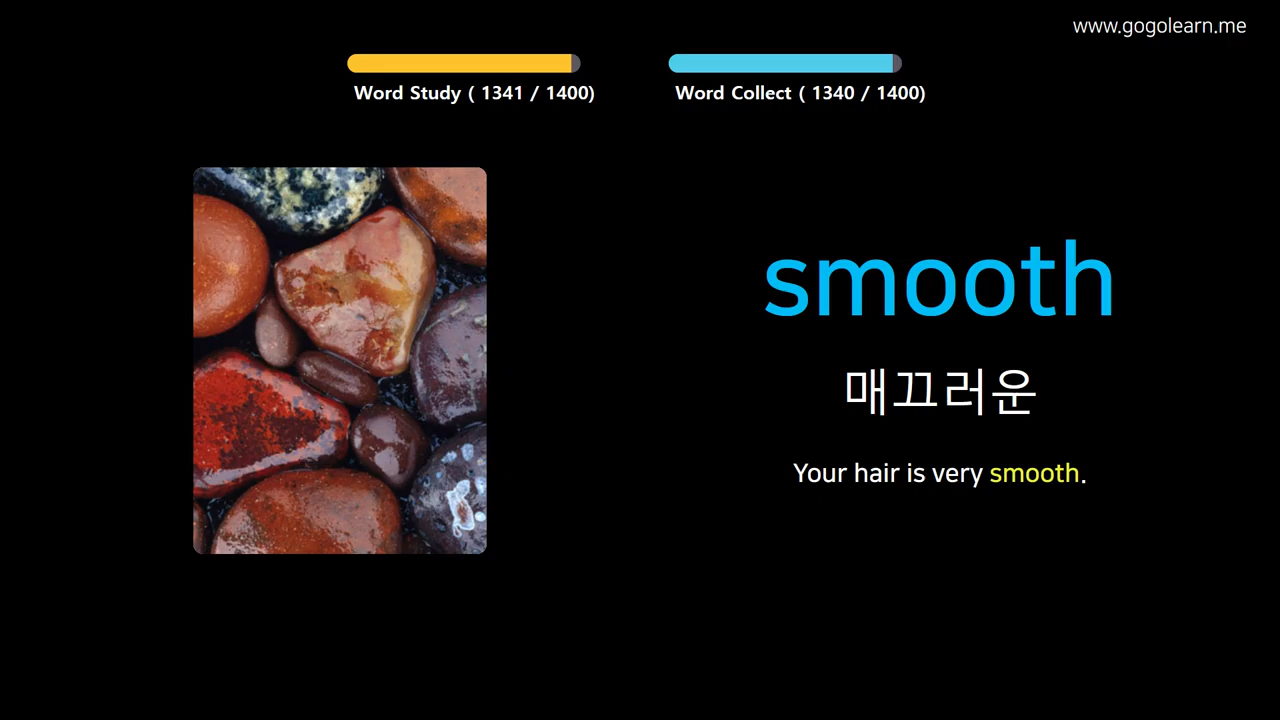 www.gogolearn.me
Word Study ( 1341 / 1400)
Word Collect ( 1340 / 1400)
smooth
매끄러운
Your hair is very smooth.